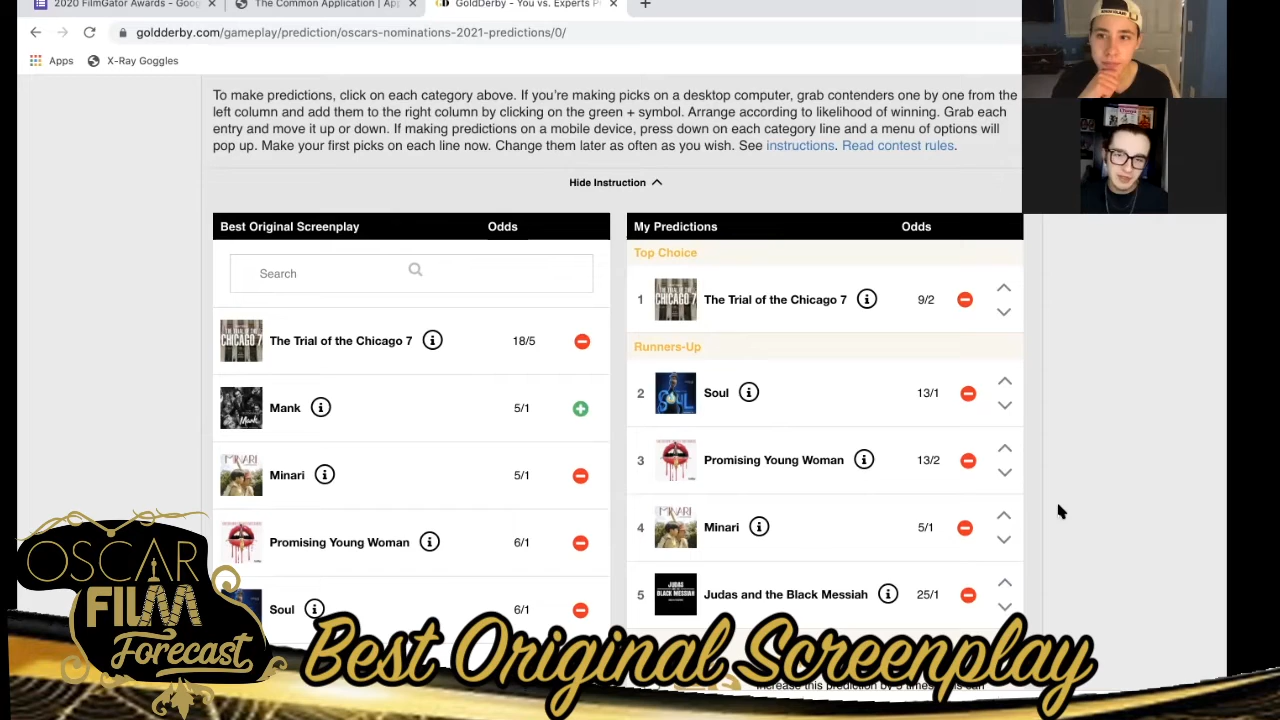 2020 FilmGator Awards - Goog
The Common Application | App
GoldDerby - You vs. Experts P
goldderby.com/gameplay/prediction/oscars-nominations-2021-predictions/0/
Apps
X-Ray Goggles
To make predictions, click on each category above. If you're making picks on a desktop computer, grab contenders one by one from the
left column and add them to the right column by clicking on the green + symbol. Arrange according to likelihood of winning. Grab each
entry and move it up or down. If making predictions on a mobile device, press down on each category line and a menu of options will
pop up. Make your first picks on each line now. Change them later as often as you wish. See instructions. Read contest rules.
Hide Instruction
Best Original Screenplay Odds
Search
The Trial of the Chicago 7 18/5
Mank 5/1
Minari 5/1
Promising Young Woman 6/1
Soul 6/1
My Predictions Odds
Top Choice
1 The Trial of the Chicago 7 9/2
Runners-Up
2 Soul 13/1
3 Promising Young Woman 13/2
4 Minari 5/1
5 Judas and the Black Messiah 25/1
OSCAR
FILM
Forecast
Best Original Screenplay